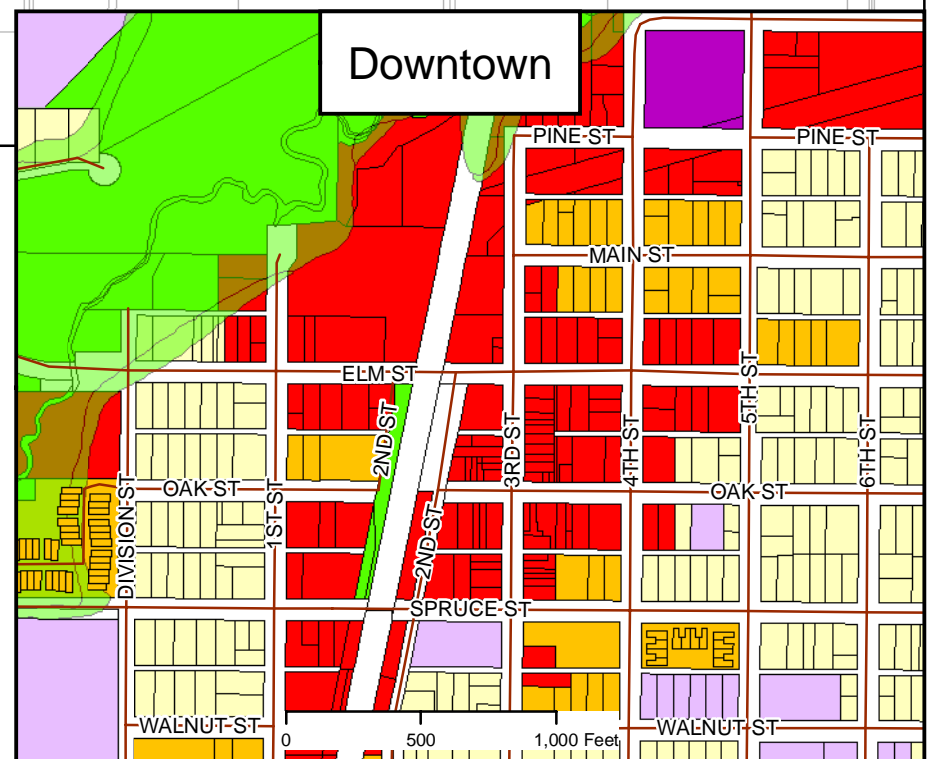 Downtown
PINE ST
PINE ST
MAIN ST
ELM ST
5TH ST
2ND ST
3RD ST
4TH ST
6TH ST
OAK ST
OAK ST
DIVISION ST
1ST ST
2ND ST
SPRUCE ST
WALNUT ST
WALNUT ST
0 500 1,000 Feet